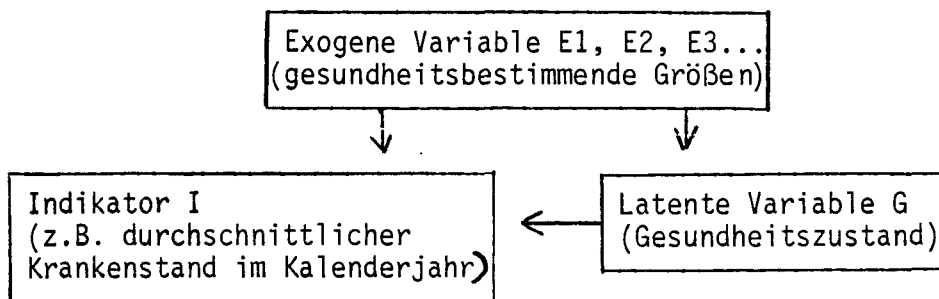 Exogene Variable E1, E2, E3...
(gesundheitsbestimmende Größen)
Indikator I
(z.B. durchschnittlicher
Krankenstand im Kalenderjahr)
Latente Variable G
(Gesundheitszustand)